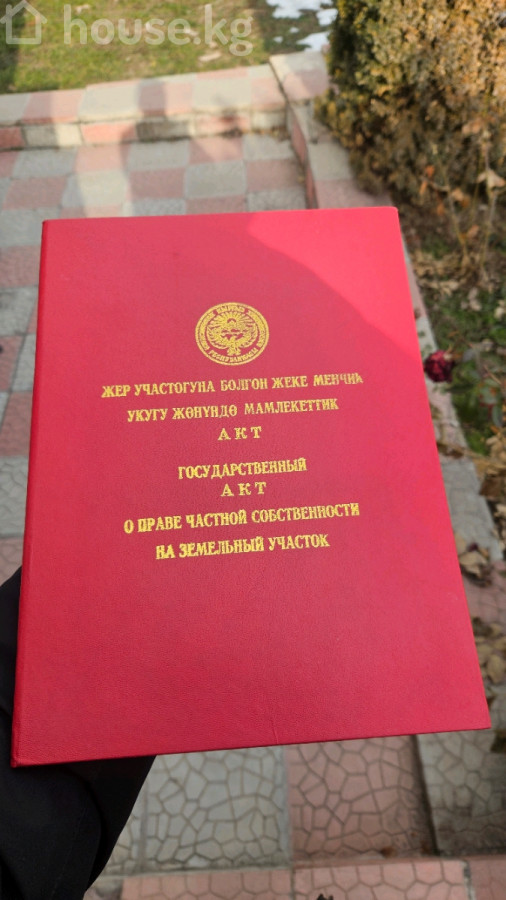 house.kg
ЖЕР УЧАСТОГУНА БОЛГОН ЖЕКЕ МЕНЧИК
УКУГУ ЖӨНҮНДӨ МАМЛЕКЕТТИК
АКТ
ГОСУДАРСТВЕННЫЙ
АКТ
О ПРАВЕ ЧАСТНОЙ СОБСТВЕННОСТИ
НА ЗЕМЕЛЬНЫЙ УЧАСТОК